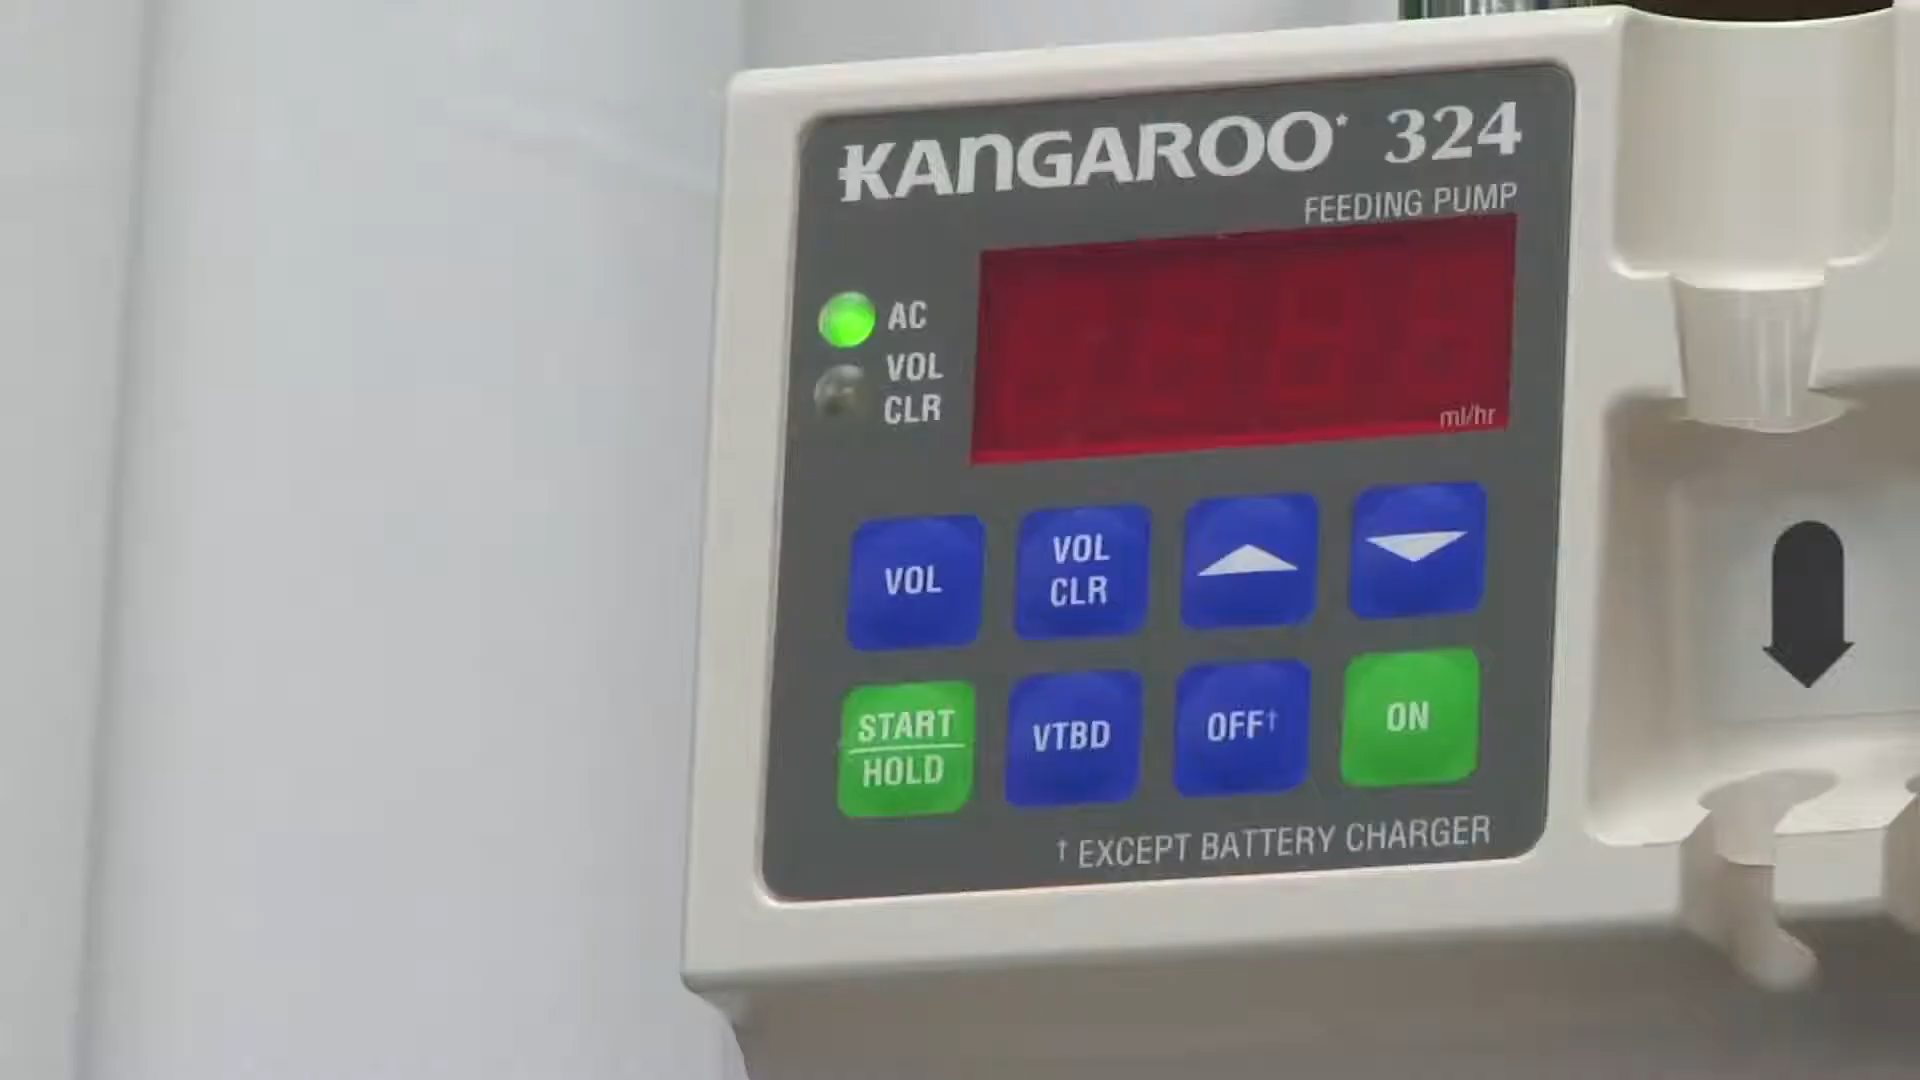 KANGAROO* 324
FEEDING PUMP
AC
VOL
CLR
ml/hr
VOL
VOL
CLR
START
HOLD
VTBD
OFF†
ON
† EXCEPT BATTERY CHARGER